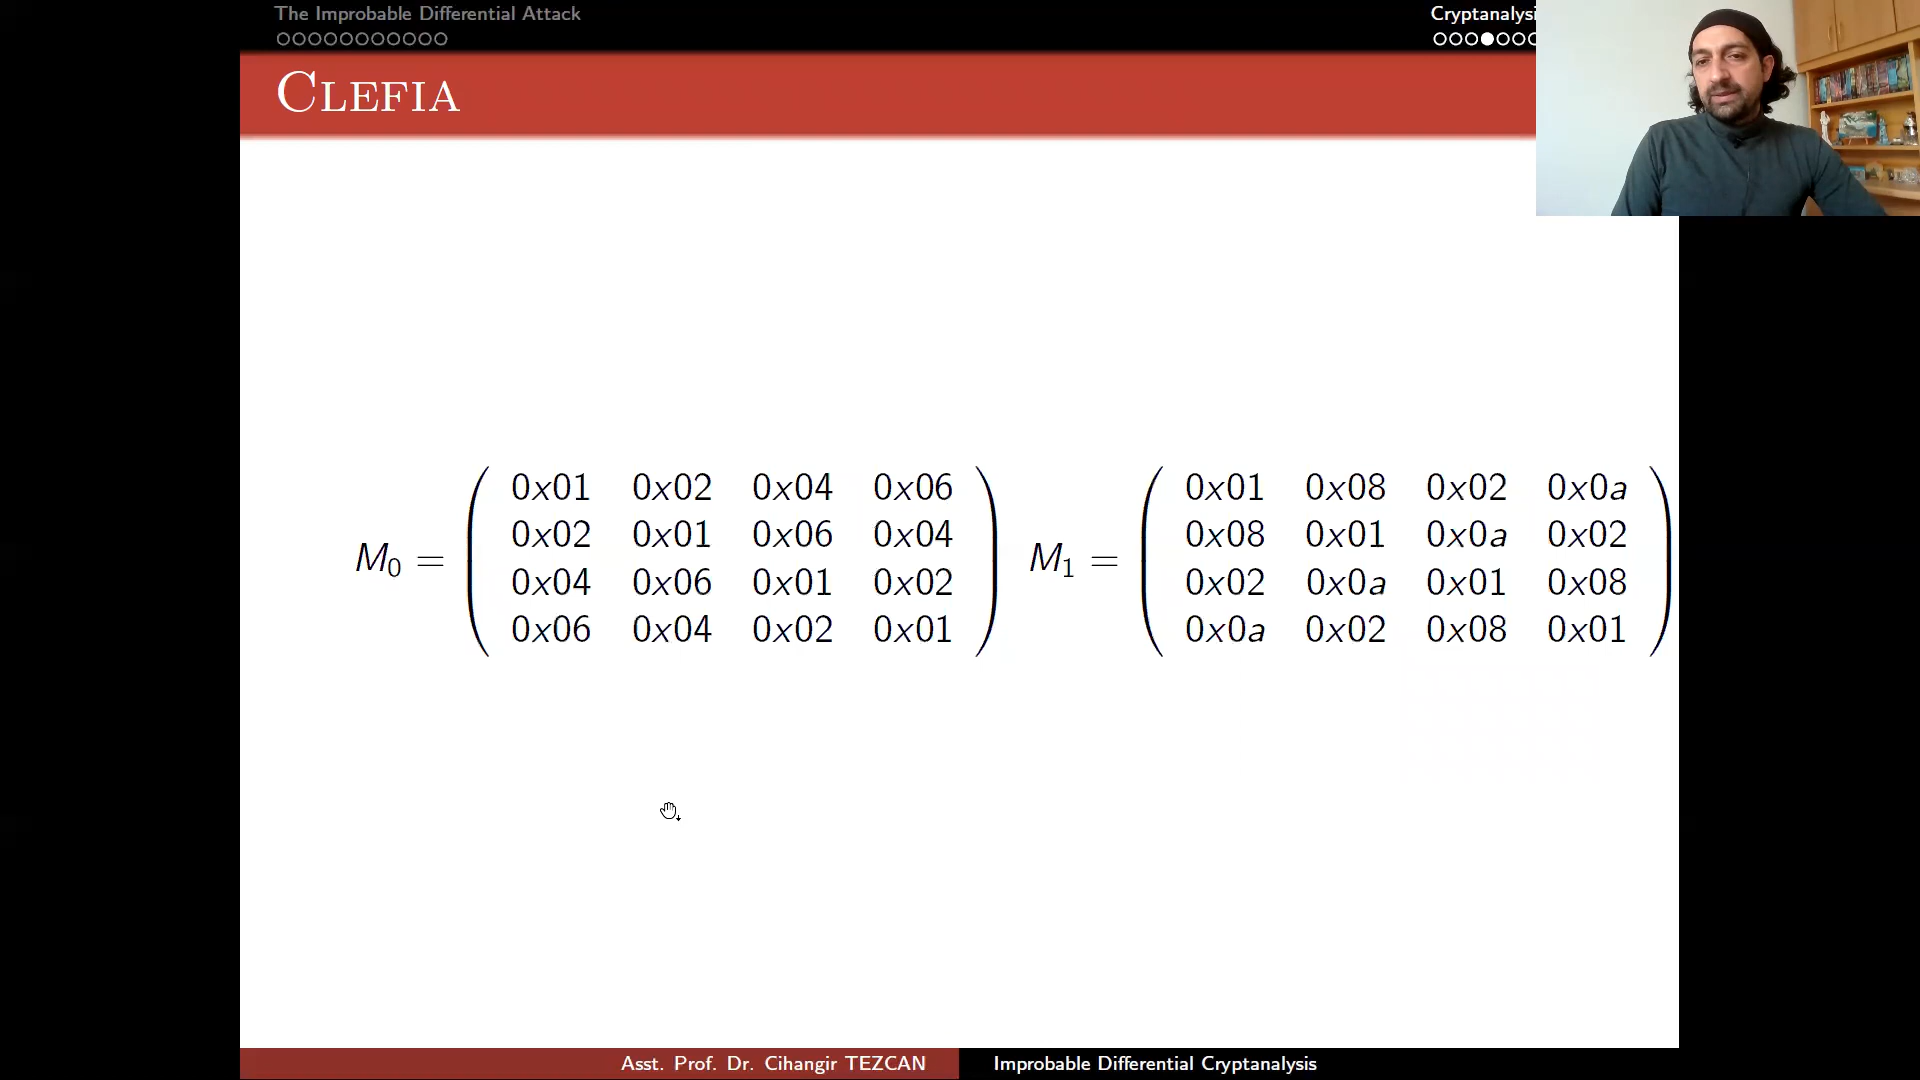 The Improbable Differential Attack
Cryptanalysi
CLEFIA
M0 = ( 0x01 0x02 0x04 0x06
0x02 0x01 0x06 0x04
0x04 0x06 0x01 0x02
0x06 0x04 0x02 0x01 )
M1 = ( 0x01 0x08 0x02 0x0a
0x08 0x01 0x0a 0x02
0x02 0x0a 0x01 0x08
0x0a 0x02 0x08 0x01 )
Asst. Prof. Dr. Cihangir TEZCAN
Improbable Differential Cryptanalysis